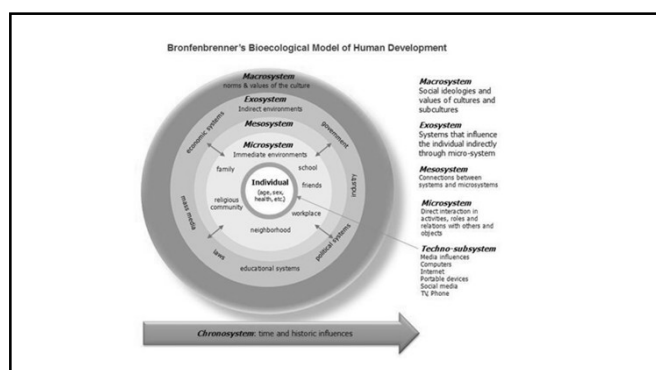 Bronfenbrenner's Bioecological Model of Human Development
Macrosystem
norms & values of the culture
Exosystem
Indirect environments
Mesosystem
Microsystem
Immediate environments
economic systems
government
family
school
Individual
(age, sex,
health, etc.)
friends
industry
religious
community
workplace
mass media
neighborhood
political systems
laws
educational systems
Macrosystem
Social ideologies and
values of cultures and
subcultures
Exosystem
Systems that influence
the individual indirectly
through micro-system
Mesosystem
Connections between
systems and microsystems
Microsystem
Direct interaction in
activities, roles and
relations with others and
objects
Techno-subsystem
Media influences
Computers
Internet
Portable devices
Social media
TV, Phone
Chronosystem: time and historic influences